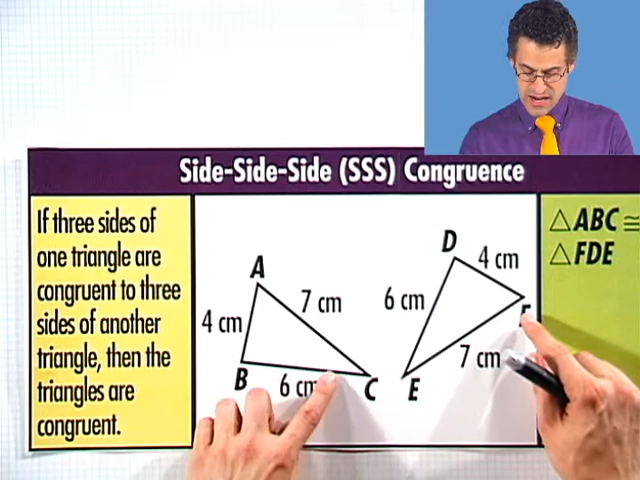 Side-Side-Side (SSS) Congruence
If three sides of
one triangle are
congruent to three
sides of another
triangle, then the
triangles are
congruent.
A
4 cm
7 cm
B
6 cm
C
D
4 cm
6 cm
7 cm
E
△ABC ≅
△FDE